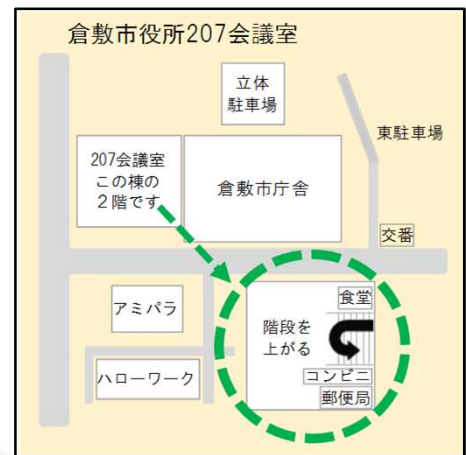 倉敷市役所207会議室
立体
駐車場
東駐車場
207会議室
この棟の
２階です
倉敷市庁舎
交番
アミパラ
食堂
階段を
上がる
ハローワーク
コンビニ
郵便局